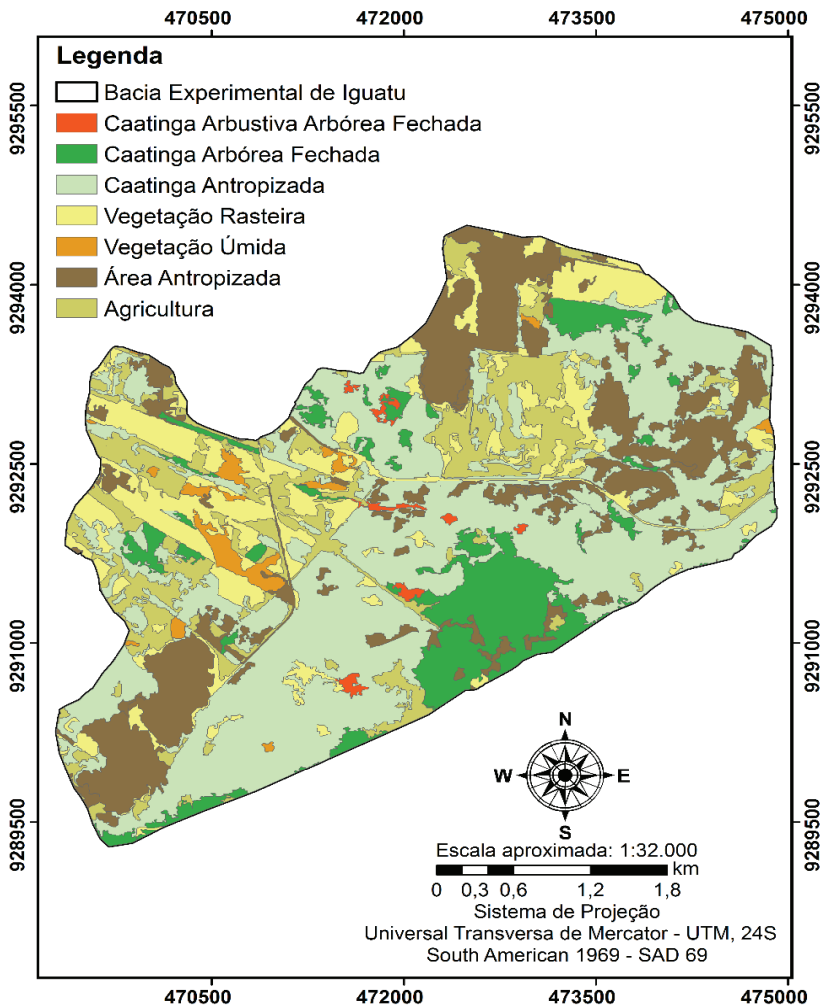 470500 472000 473500 475000
Legenda
Bacia Experimental de Iguatu
Caatinga Arbustiva Arbórea Fechada
Caatinga Arbórea Fechada
Caatinga Antropizada
Vegetação Rasteira
Vegetação Úmida
Área Antropizada
Agricultura
9295500
9294000
9292500
9291000
9289500
9295500
9294000
9292500
9291000
9289500
N
W E
S
Escala aproximada: 1:32.000
km
0 0,3 0,6 1,2 1,8
Sistema de Projeção
Universal Transversa de Mercator - UTM, 24S
South American 1969 - SAD 69
470500 472000 473500 475000